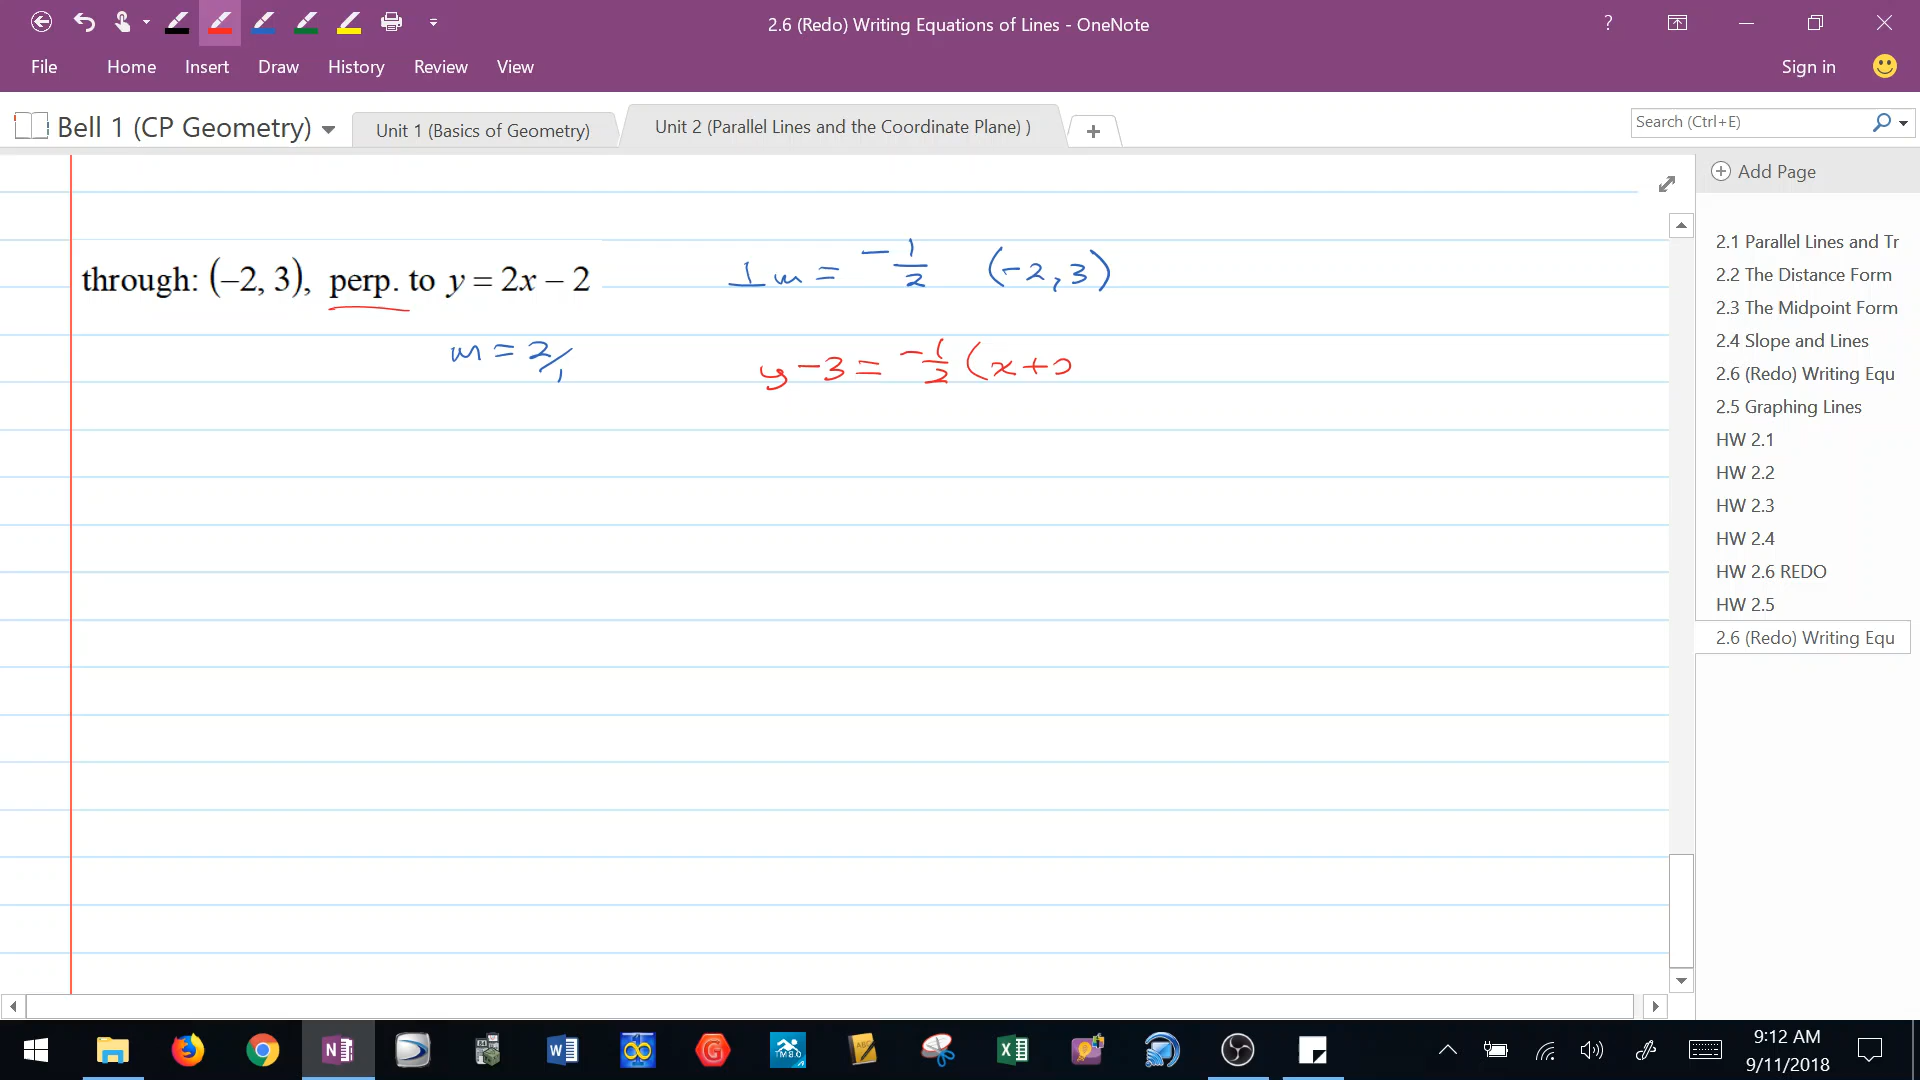 2.6 (Redo) Writing Equations of Lines - OneNote
?
File Home Insert Draw History Review View
Sign in
Bell 1 (CP Geometry)
Unit 1 (Basics of Geometry)
Unit 2 (Parallel Lines and the Coordinate Plane) )
Search (Ctrl+E)
Add Page
through: (–2, 3), perp. to y = 2x – 2
⊥ m = -1/2 (-2, 3)
m = 2/1
y - 3 = -1/2 (x +
2.1 Parallel Lines and Tr
2.2 The Distance Form
2.3 The Midpoint Form
2.4 Slope and Lines
2.6 (Redo) Writing Equ
2.5 Graphing Lines
HW 2.1
HW 2.2
HW 2.3
HW 2.4
HW 2.6 REDO
HW 2.5
2.6 (Redo) Writing Equ
9:12 AM
9/11/2018